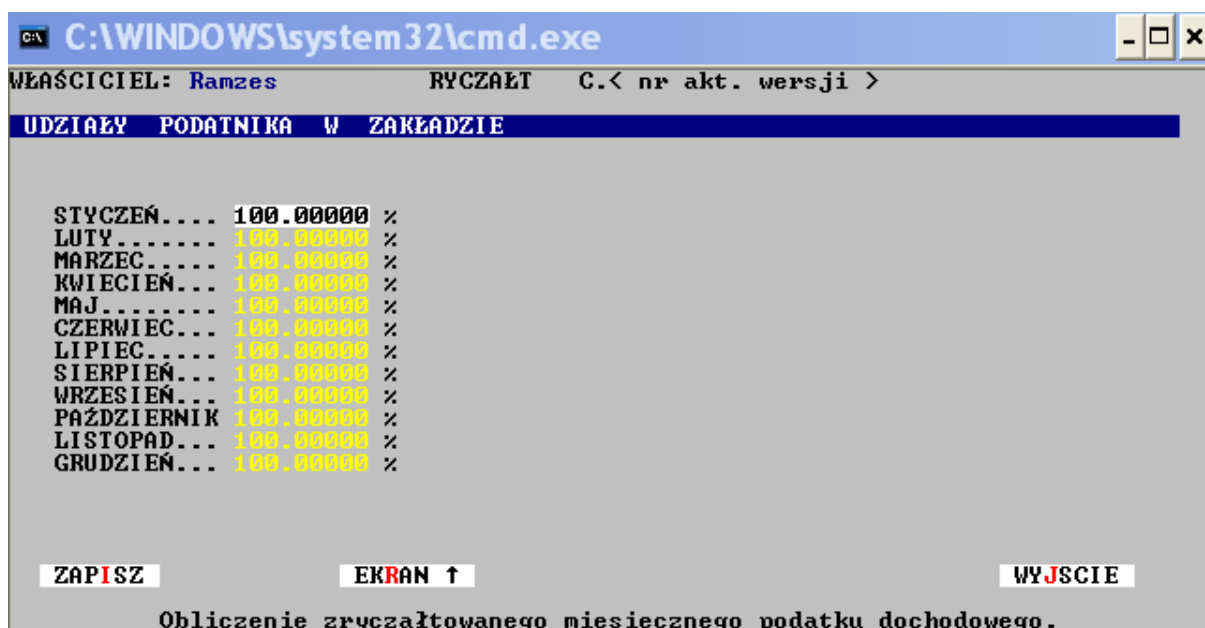 C:\WINDOWS\system32\cmd.exe
WŁAŚCICIEL: Ramzes RYCZAŁT C.< nr akt. wersji >
UDZIAŁY PODATNIKA W ZAKŁADZIE
STYCZEŃ.... 100.00000 %
LUTY....... 100.00000 %
MARZEC..... 100.00000 %
KWIECIEŃ... 100.00000 %
MAJ........ 100.00000 %
CZERWIEC... 100.00000 %
LIPIEC..... 100.00000 %
SIERPIEŃ... 100.00000 %
WRZESIEŃ... 100.00000 %
PAŹDZIERNIK 100.00000 %
LISTOPAD... 100.00000 %
GRUDZIEŃ... 100.00000 %
ZAPISZ EKRAN ↑ WYJSCIE
Obliczenie zryczałtowanego miesięcznego podatku dochodowego.